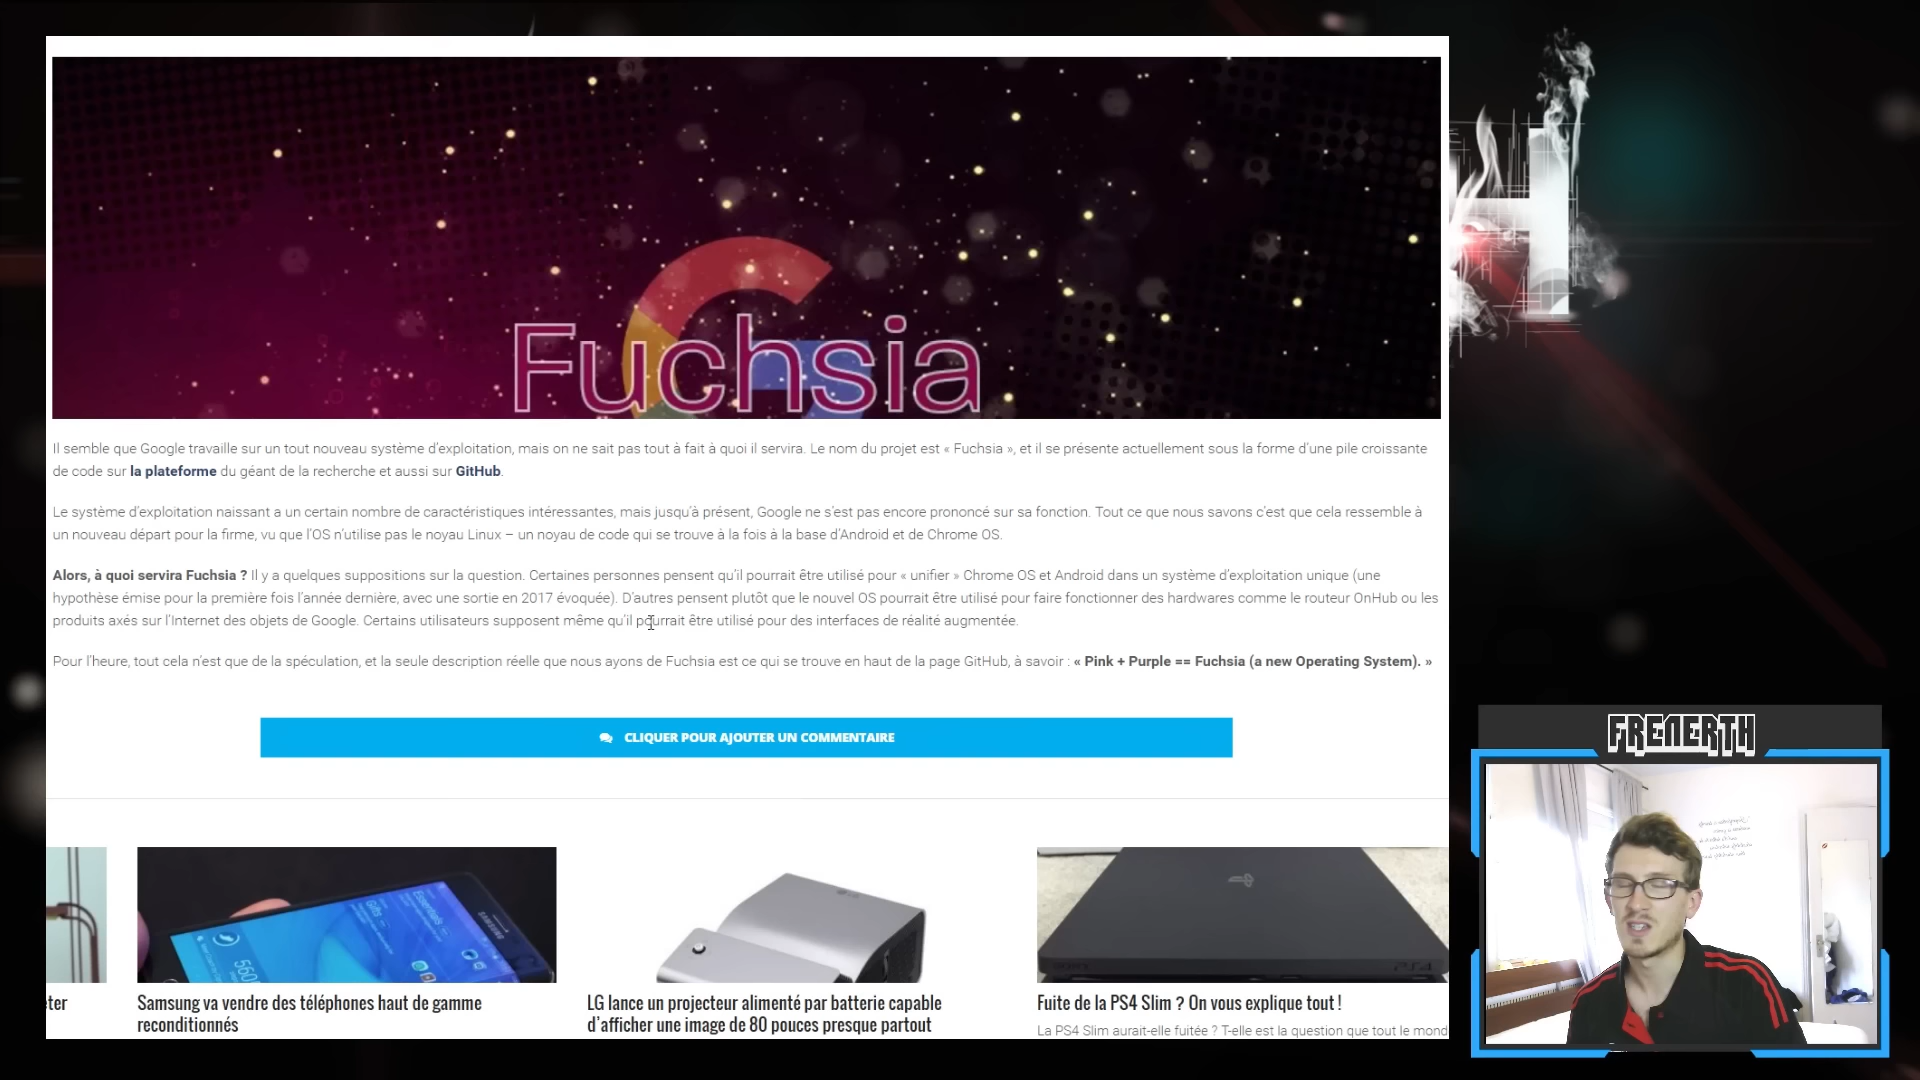 Fuchsia
Il semble que Google travaille sur un tout nouveau système d'exploitation, mais on ne sait pas tout à fait à quoi il servira. Le nom du projet est « Fuchsia », et il se présente actuellement sous la forme d'une pile croissante
de code sur la plateforme du géant de la recherche et aussi sur GitHub.
Le système d'exploitation naissant a un certain nombre de caractéristiques intéressantes, mais jusqu'à présent, Google ne s'est pas encore prononcé sur sa fonction. Tout ce que nous savons c'est que cela ressemble à
un nouveau départ pour la firme, vu que l'OS n'utilise pas le noyau Linux – un noyau de code qui se trouve à la fois à la base d'Android et de Chrome OS.
Alors, à quoi servira Fuchsia ? Il y a quelques suppositions sur la question. Certaines personnes pensent qu'il pourrait être utilisé pour « unifier » Chrome OS et Android dans un système d'exploitation unique (une
hypothèse émise pour la première fois l'année dernière, avec une sortie en 2017 évoquée). D'autres pensent plutôt que le nouvel OS pourrait être utilisé pour faire fonctionner des hardwares comme le routeur OnHub ou les
produits axés sur l'Internet des objets de Google. Certains utilisateurs supposent même qu'il pourrait être utilisé pour des interfaces de réalité augmentée.
Pour l'heure, tout cela n'est que de la spéculation, et la seule description réelle que nous ayons de Fuchsia est ce qui se trouve en haut de la page GitHub, à savoir : « Pink + Purple == Fuchsia (a new Operating System). »
CLIQUER POUR AJOUTER UN COMMENTAIRE
FRENERTH
SAMSUNG
SONY
PS4
eter
Samsung va vendre des téléphones haut de gamme
reconditionnés
LG lance un projecteur alimenté par batterie capable
d'afficher une image de 80 pouces presque partout
Fuite de la PS4 Slim ? On vous explique tout !
La PS4 Slim aurait-elle fuitée ? T-elle est la question que tout le mond